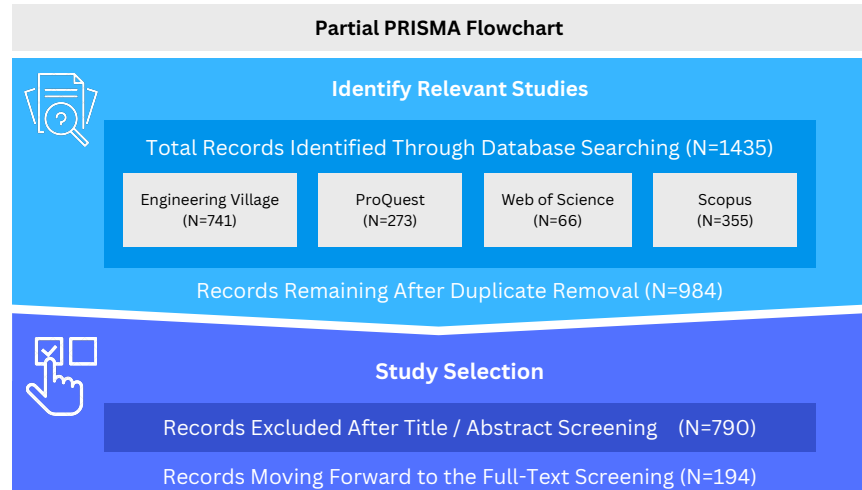 Partial PRISMA Flowchart
Identify Relevant Studies
Total Records Identified Through Database Searching (N=1435)
Engineering Village
(N=741)
ProQuest
(N=273)
Web of Science
(N=66)
Scopus
(N=355)
Records Remaining After Duplicate Removal (N=984)
Study Selection
Records Excluded After Title / Abstract Screening (N=790)
Records Moving Forward to the Full-Text Screening (N=194)